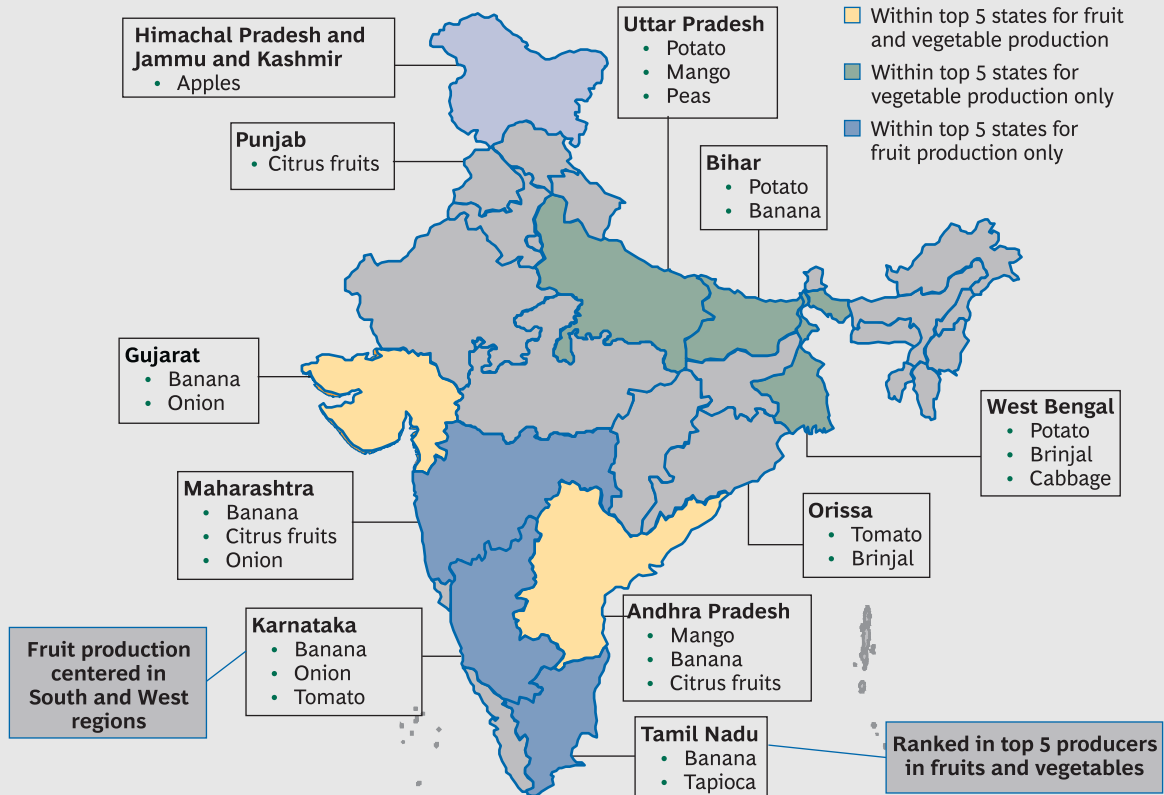 Himachal Pradesh and
Jammu and Kashmir
• Apples
Uttar Pradesh
• Potato
• Mango
• Peas
Within top 5 states for fruit
and vegetable production
Within top 5 states for
vegetable production only
Within top 5 states for
fruit production only
Punjab
• Citrus fruits
Bihar
• Potato
• Banana
Gujarat
• Banana
• Onion
West Bengal
• Potato
• Brinjal
• Cabbage
Maharashtra
• Banana
• Citrus fruits
• Onion
Orissa
• Tomato
• Brinjal
Andhra Pradesh
• Mango
• Banana
• Citrus fruits
Karnataka
• Banana
• Onion
• Tomato
Fruit production
centered in
South and West
regions
Tamil Nadu
• Banana
• Tapioca
Ranked in top 5 producers
in fruits and vegetables